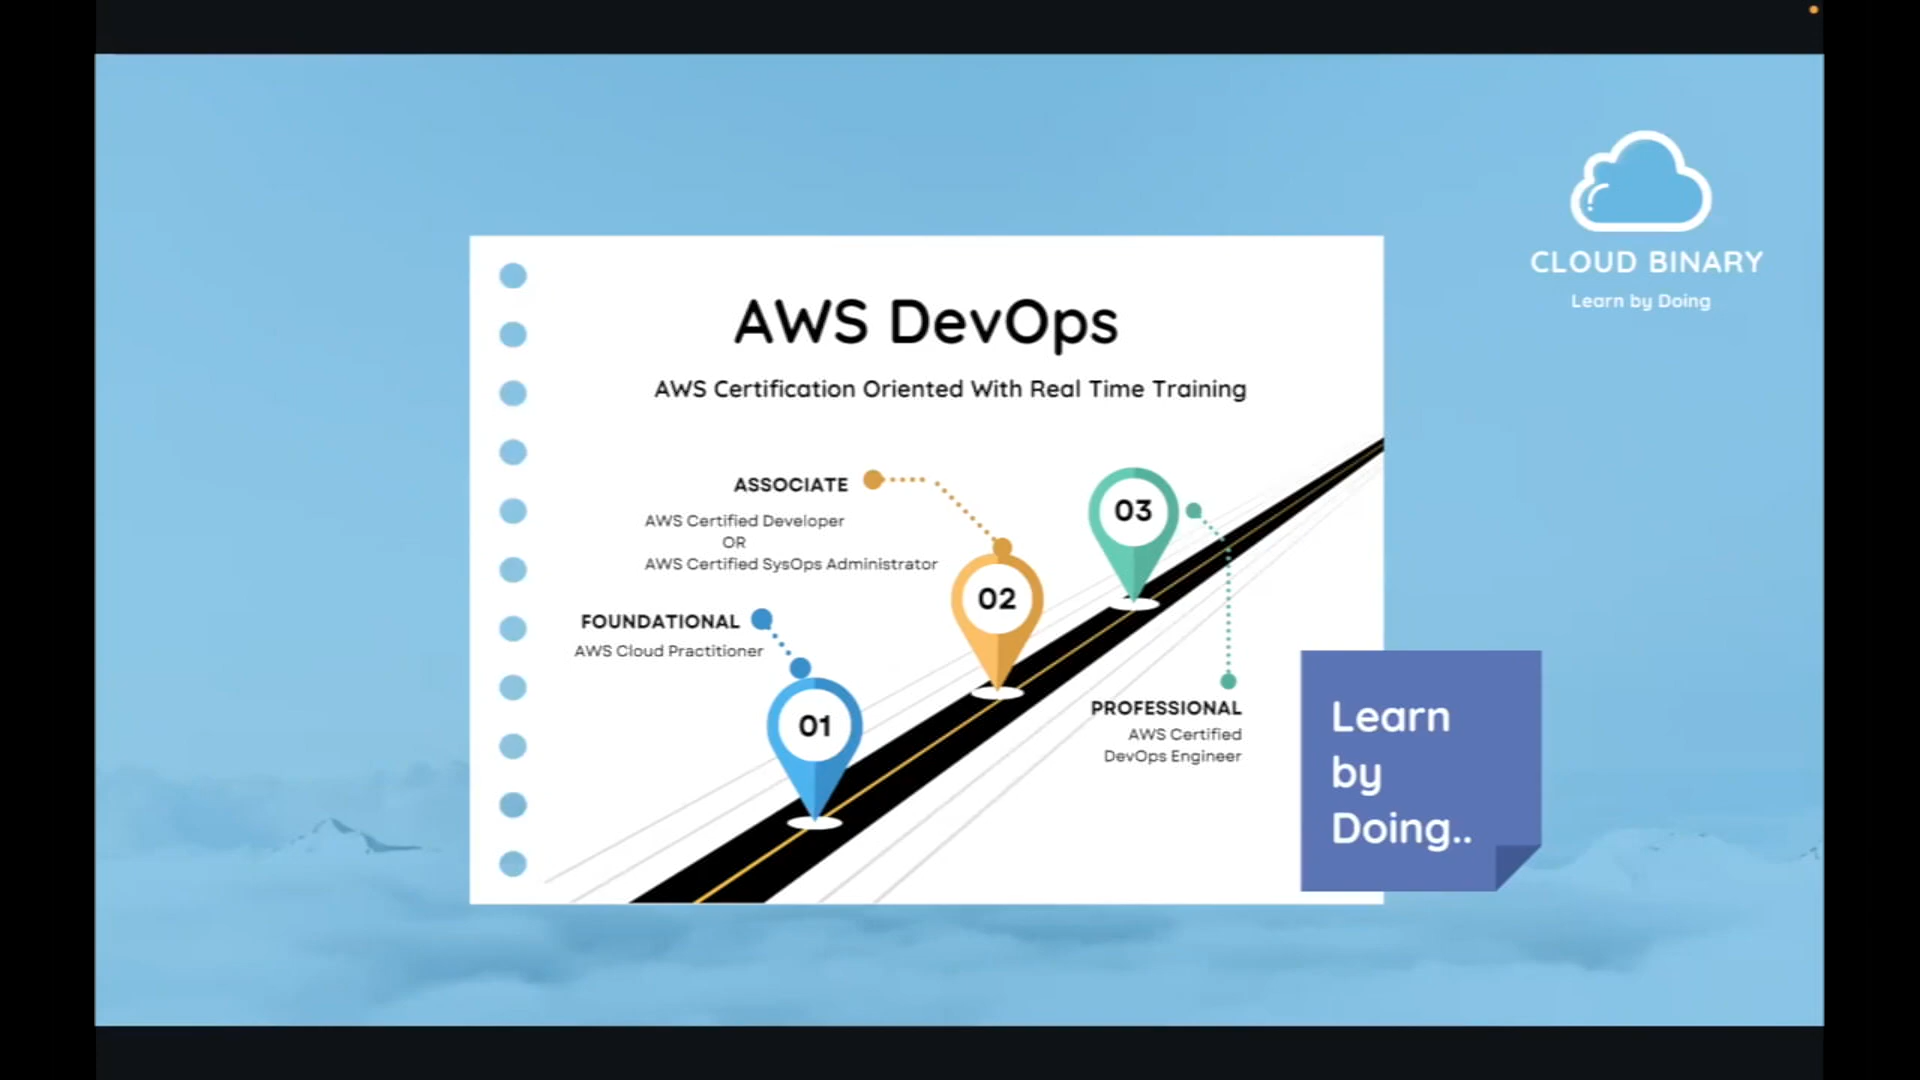 CLOUD BINARY
Learn by Doing
AWS DevOps
AWS Certification Oriented With Real Time Training
ASSOCIATE
AWS Certified Developer
OR
AWS Certified SysOps Administrator
03
02
FOUNDATIONAL
AWS Cloud Practitioner
01
PROFESSIONAL
AWS Certified
DevOps Engineer
Learn
by
Doing..